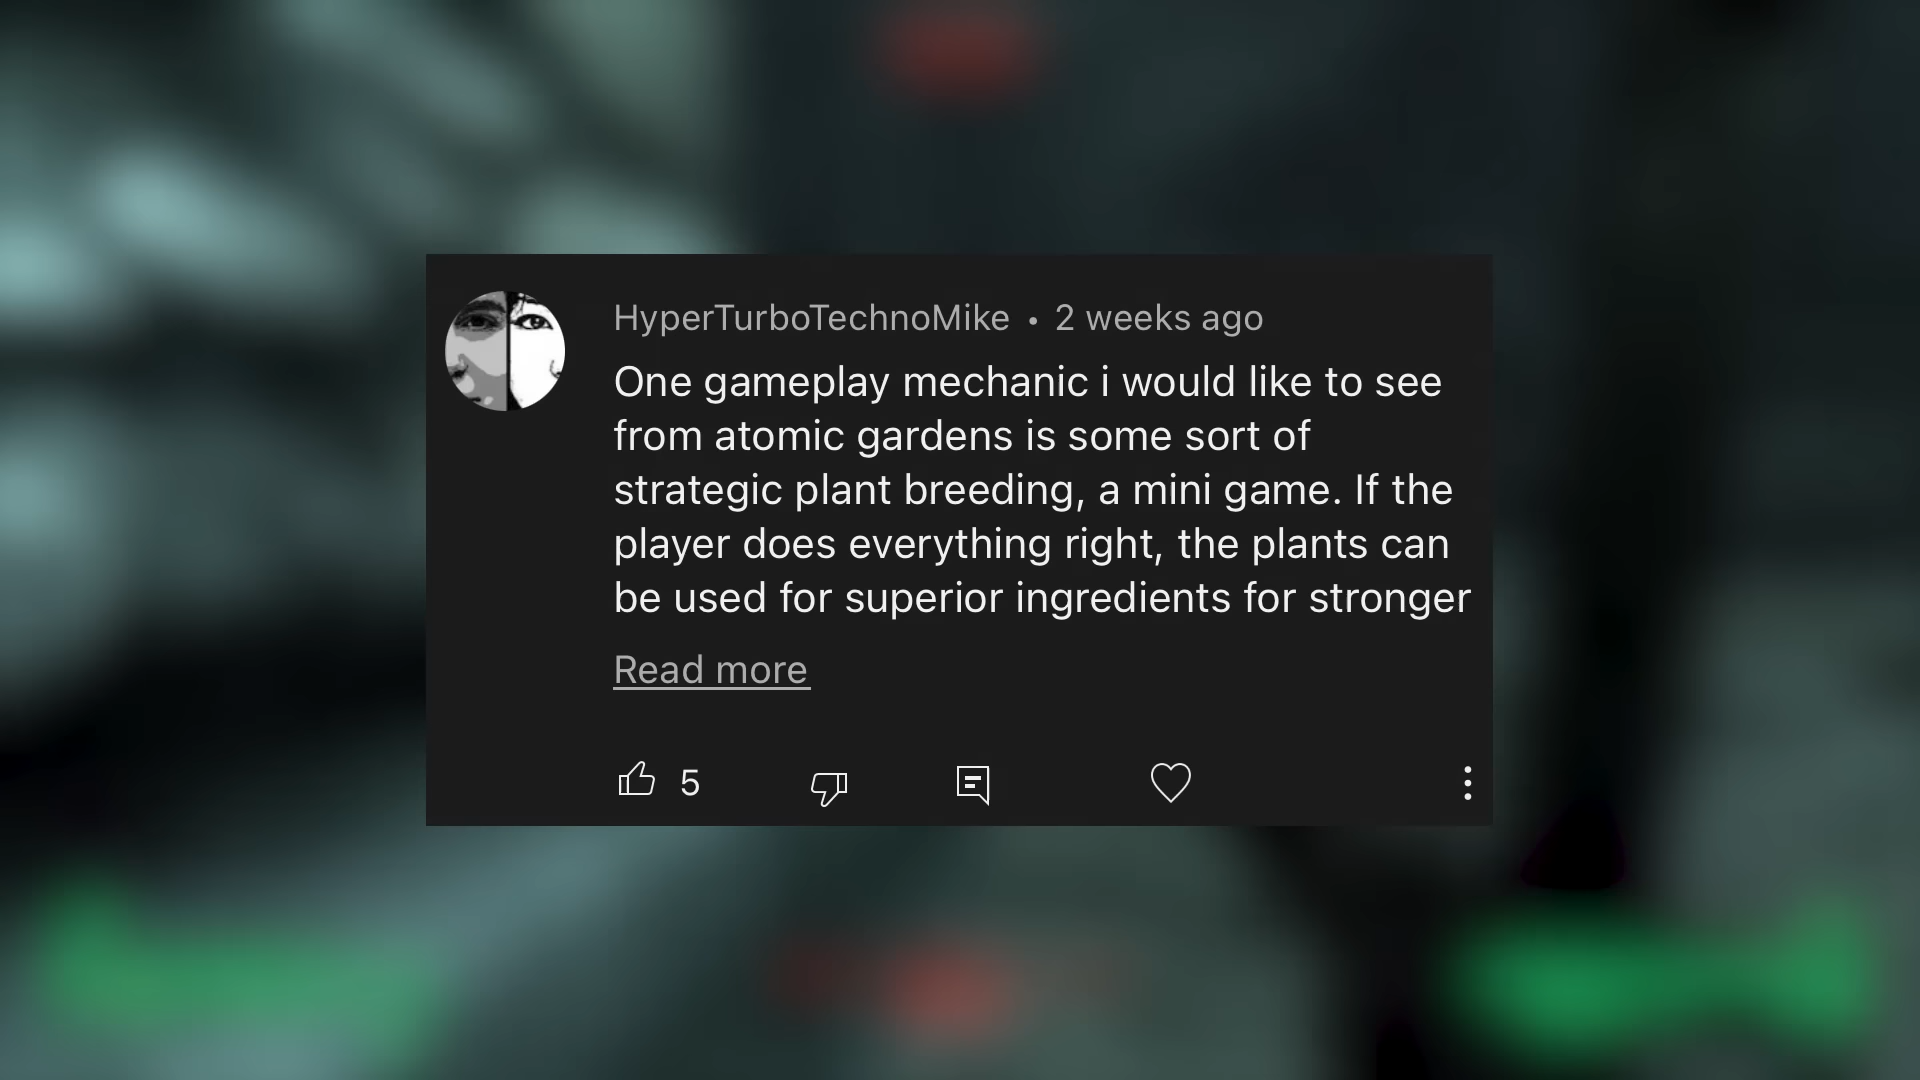 HyperTurboTechnoMike • 2 weeks ago
One gameplay mechanic i would like to see
from atomic gardens is some sort of
strategic plant breeding, a mini game. If the
player does everything right, the plants can
be used for superior ingredients for stronger
Read more
5